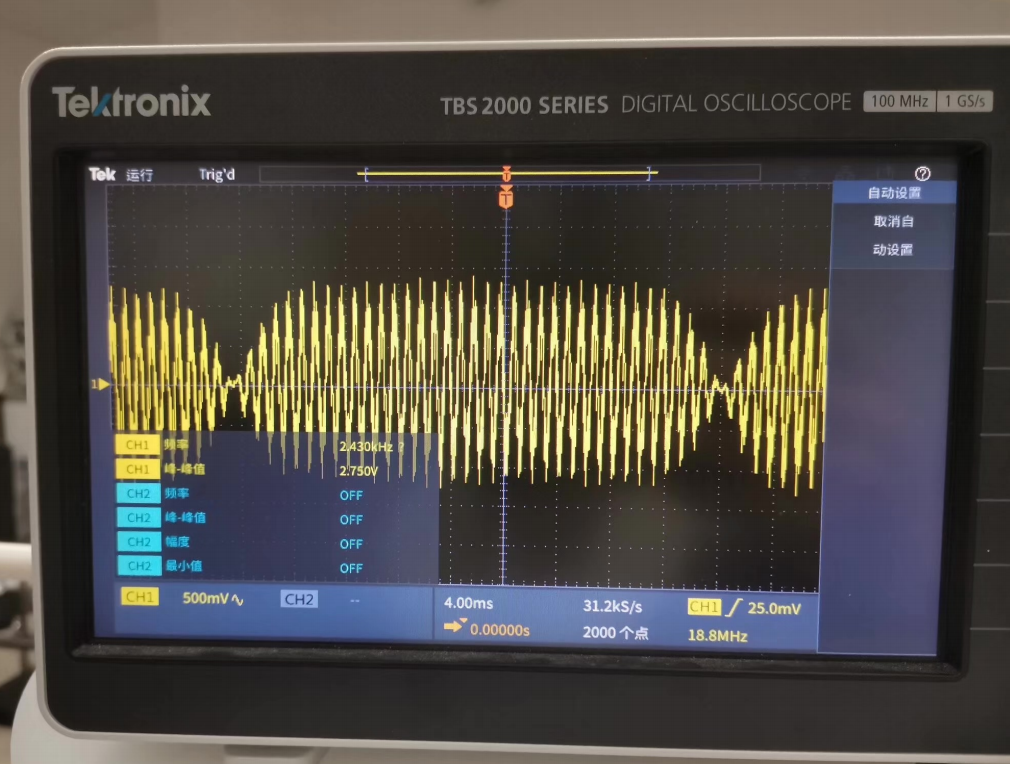 Tektronix
TBS 2000 SERIES DIGITAL OSCILLOSCOPE 100 MHz 1 GS/s
Tek 运行 Trig'd
T
T
自动设置
取消自
动设置
1
CH1 频率 2.430kHz ?
CH1 峰-峰值 2.750V
CH2 频率 OFF
CH2 峰-峰值 OFF
CH2 幅度 OFF
CH2 最小值 OFF
CH1 500mV CH2 -- 4.00ms 31.2kS/s CH1 25.0mV
0.00000s 2000 个点 18.8MHz